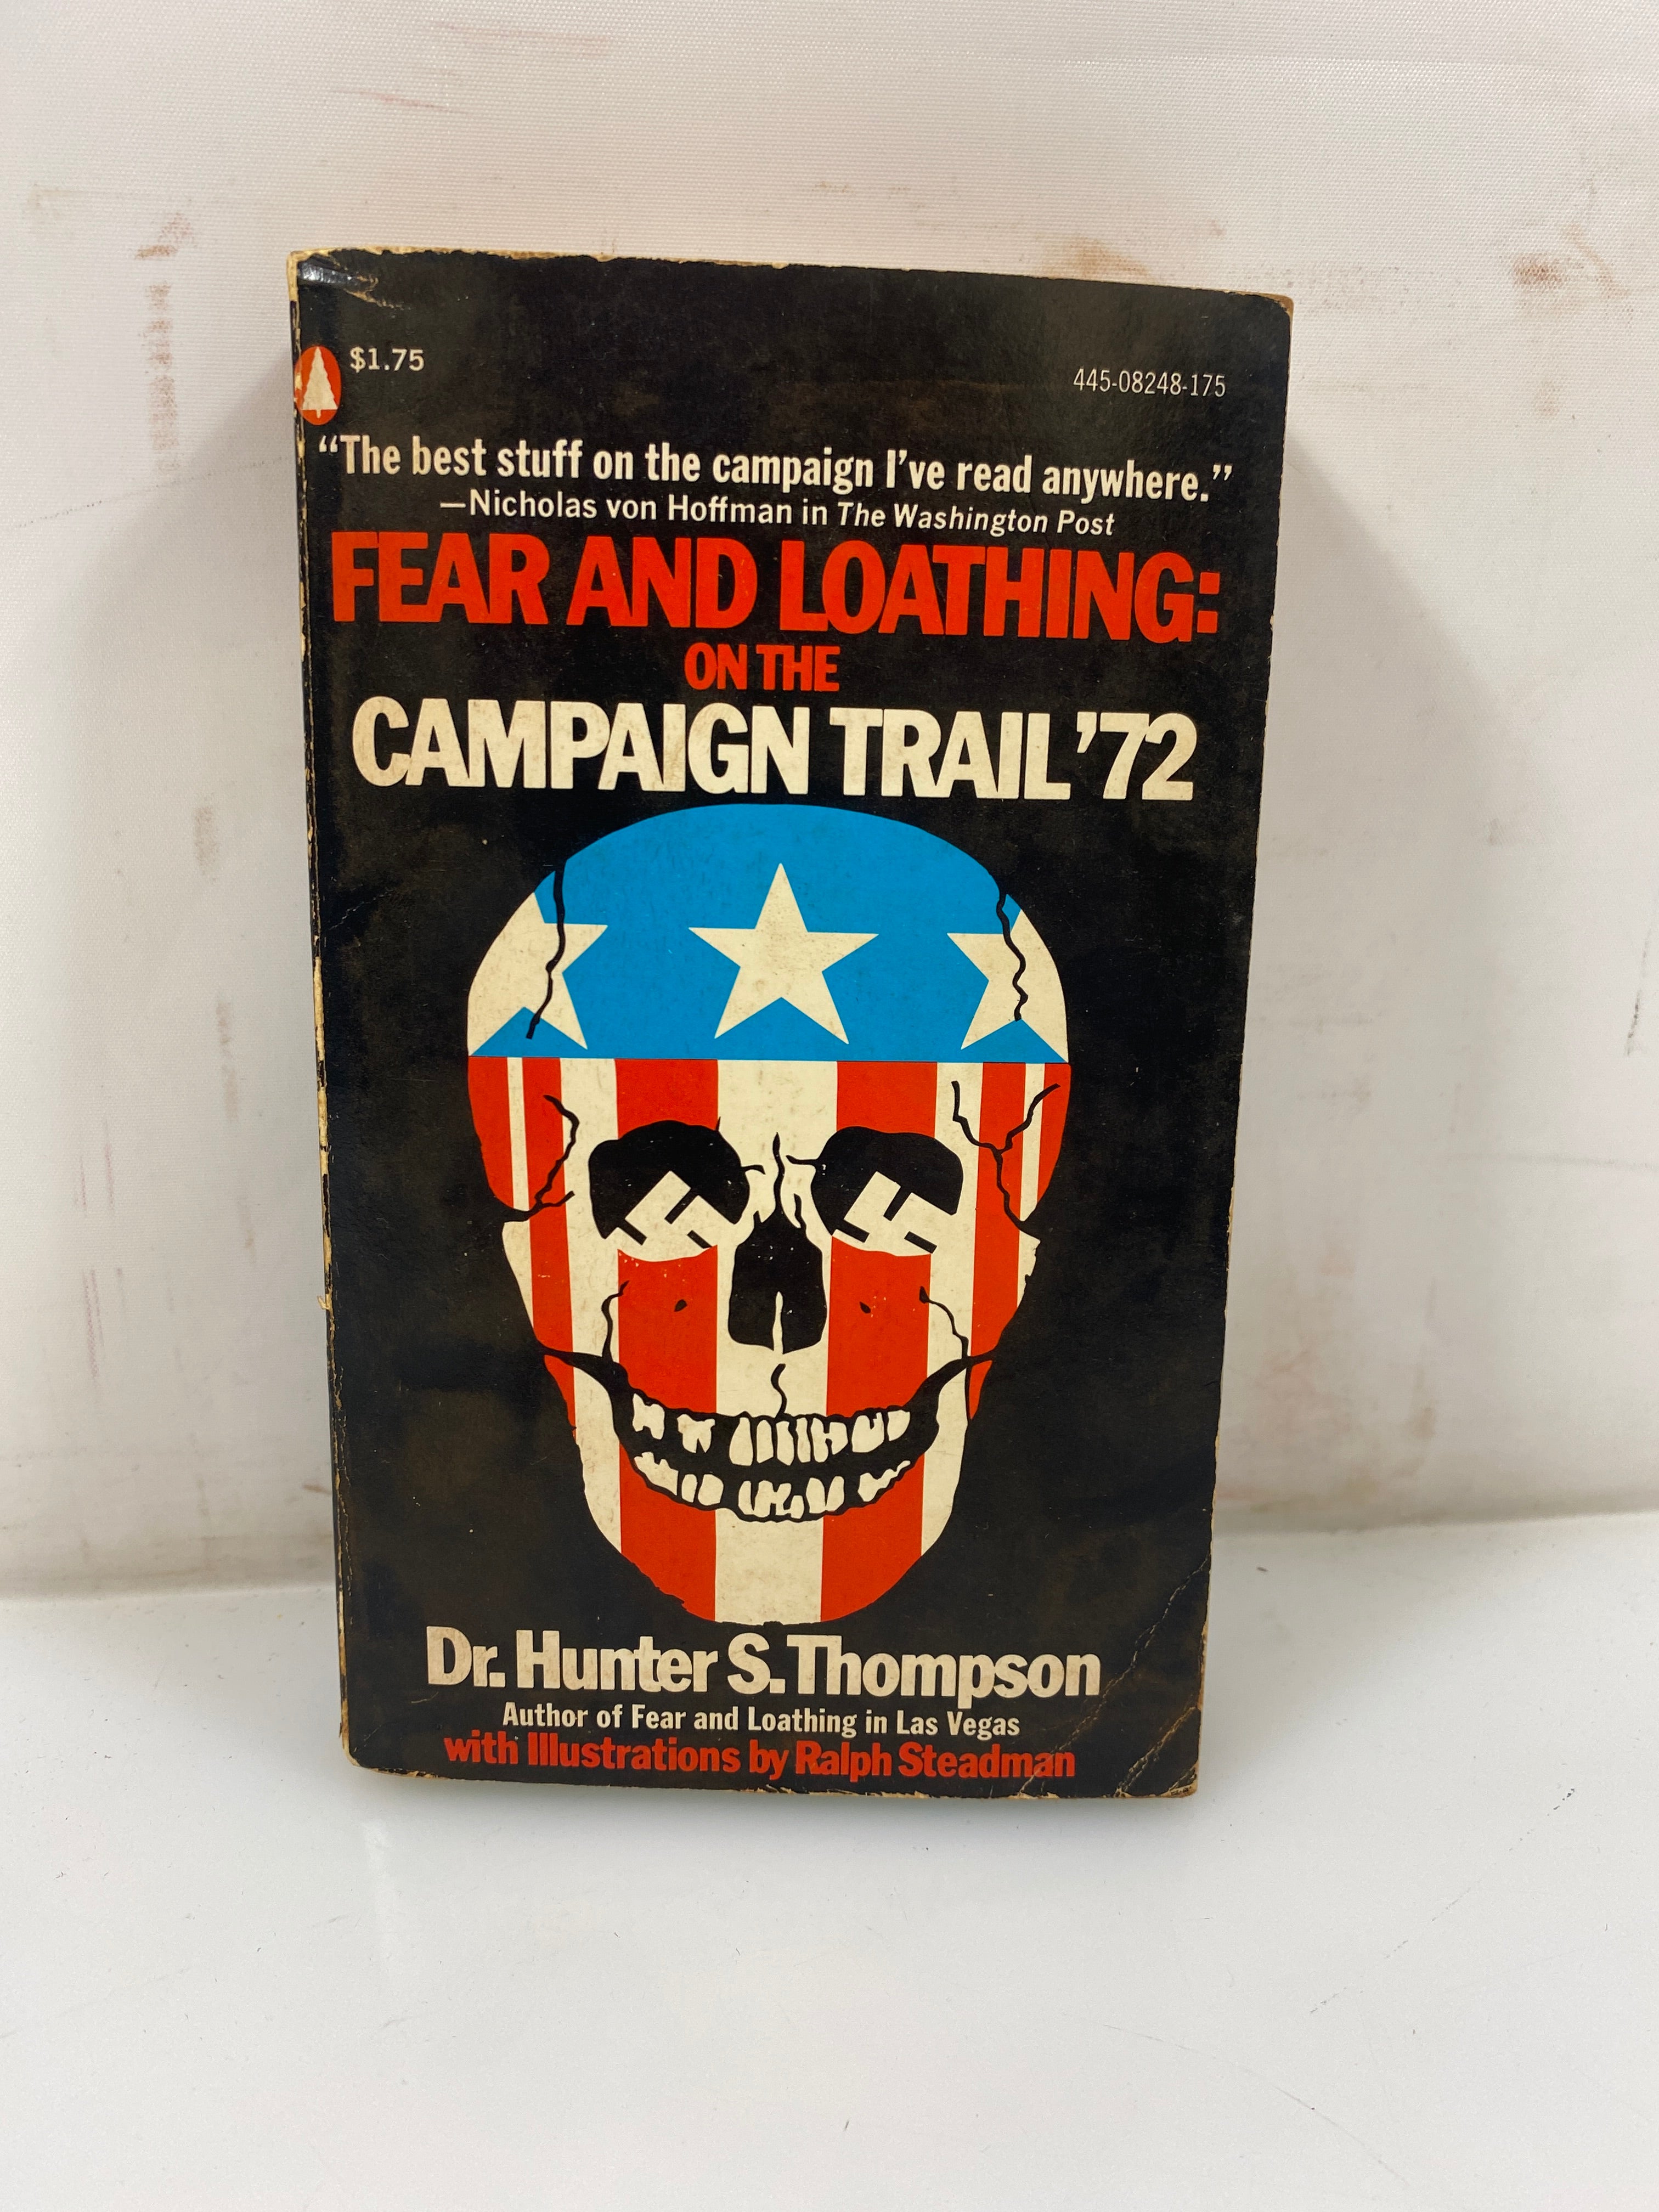 $1.75
445-08248-175
“The best stuff on the campaign I’ve read anywhere.”
—Nicholas von Hoffman in The Washington Post
FEAR AND LOATHING:
ON THE
CAMPAIGN TRAIL ’72
Dr. Hunter S. Thompson
Author of Fear and Loathing in Las Vegas
with Illustrations by Ralph Steadman